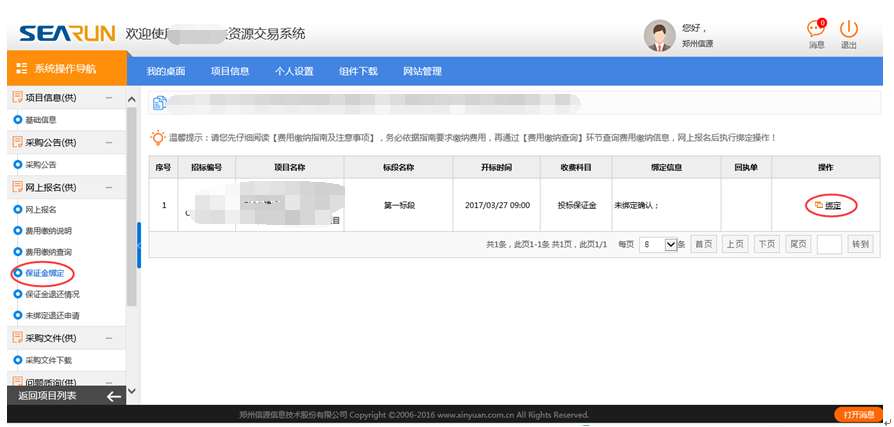 SEARUN 欢迎使 资源交易系统
您好，
郑州信源
0
消息
退出
系统操作导航
我的桌面 项目信息 个人设置 组件下载 网站管理
项目信息(供)
基础信息
采购公告(供)
采购公告
网上报名(供)
网上报名
费用缴纳说明
费用缴纳查询
保证金绑定
保证金退还情况
未绑定退还申请
采购文件(供)
采购文件下载
问题质询(供)
返回项目列表
温馨提示：请您先仔细阅读【费用缴纳指南及注意事项】，务必依据指南要求缴纳费用，再通过【费用缴纳查询】环节查询费用缴纳信息，网上报名后执行绑定操作！
序号 招标编号 项目名称 标段名称 开标时间 收费科目 绑定信息 回执单 操作
1 第一标段 2017/03/27 09:00 投标保证金 未绑定确认； 绑定
目
共1条，此页1-1条 共1页，此页1/1 每页 8 条 首页 上页 下页 尾页 转到
郑州信源信息技术股份有限公司 Copyright ©2006-2016 www.xinyuan.com.cn All Rights Reserved.
打开消息